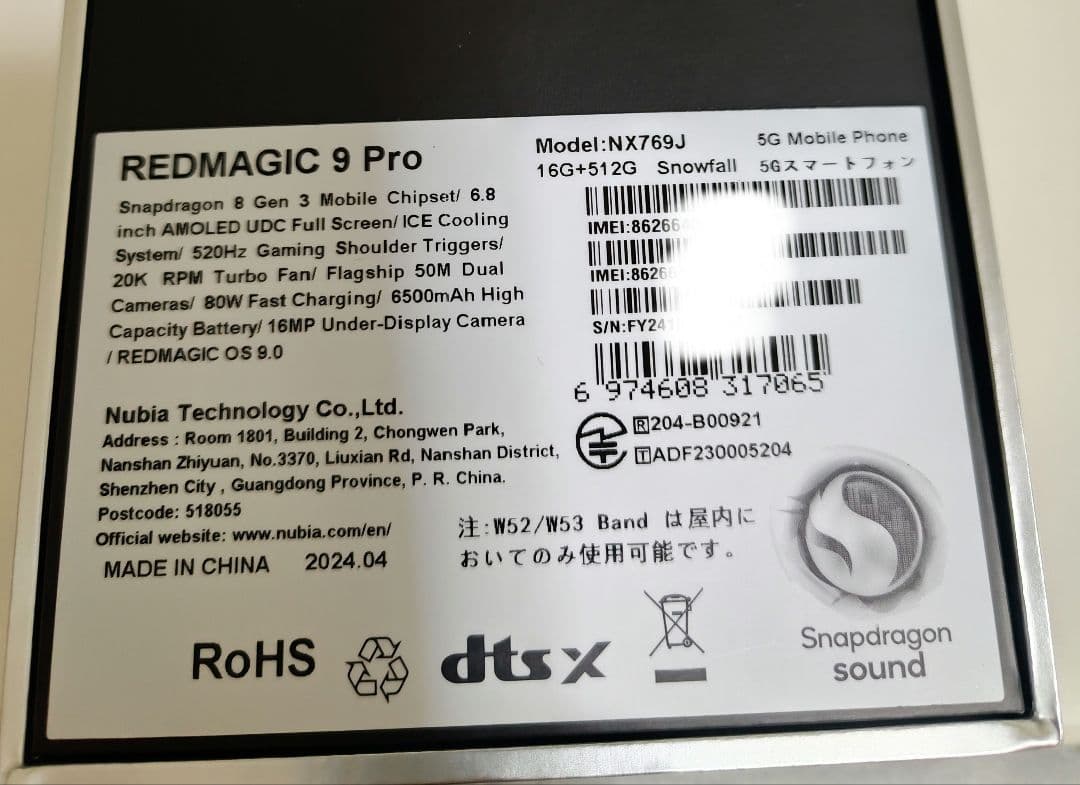 REDMAGIC 9 Pro
Snapdragon 8 Gen 3 Mobile Chipset/ 6.8
inch AMOLED UDC Full Screen/ ICE Cooling
System/ 520Hz Gaming Shoulder Triggers/
20K RPM Turbo Fan/ Flagship 50M Dual
Cameras/ 80W Fast Charging/ 6500mAh High
Capacity Battery/ 16MP Under-Display Camera
/ REDMAGIC OS 9.0
Nubia Technology Co.,Ltd.
Address : Room 1801, Building 2, Chongwen Park,
Nanshan Zhiyuan, No.3370, Liuxian Rd, Nanshan District,
Shenzhen City , Guangdong Province, P. R. China.
Postcode: 518055
Official website: www.nubia.com/en/
MADE IN CHINA 2024.04
Model:NX769J 5G Mobile Phone
16G+512G Snowfall 5Gスマートフォン
IMEI:86266
IMEI:8626
S/N:FY24
6 974608 317065
R 204-B00921
T ADF230005204
注:W52/W53 Band は屋内に
おいてのみ使用可能です。
RoHS
dts X
Snapdragon
sound